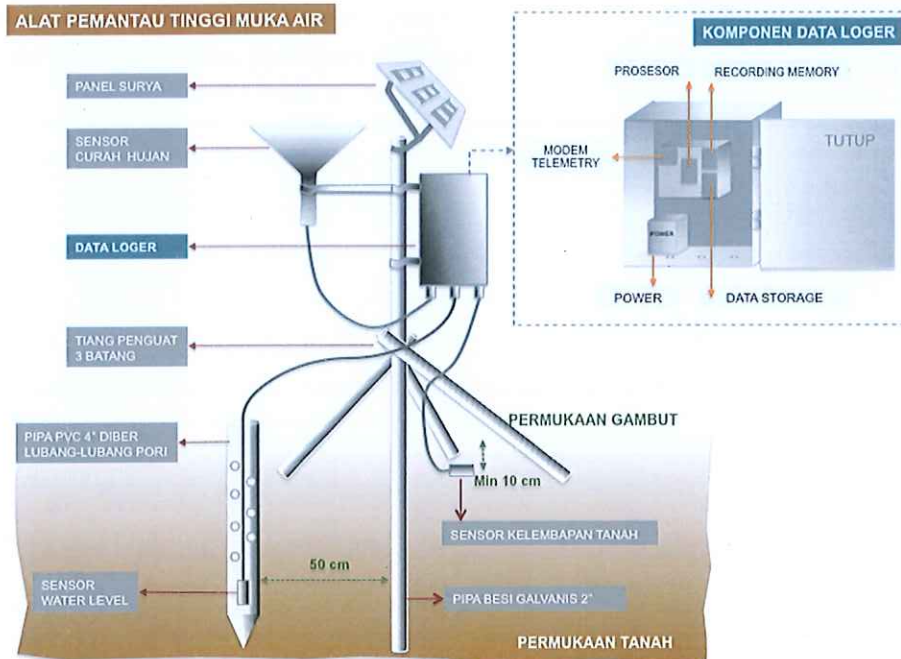 ALAT PEMANTAU TINGGI MUKA AIR
KOMPONEN DATA LOGER
PANEL SURYA
PROSESOR
RECORDING MEMORY
SENSOR
CURAH HUJAN
MODEM
TELEMETRY
TUTUP
DATA LOGER
POWER
POWER
DATA STORAGE
TIANG PENGUAT
3 BATANG
PERMUKAAN GAMBUT
PIPA PVC 4" DIBER
LUBANG-LUBANG PORI
Min 10 cm
SENSOR KELEMBAPAN TANAH
50 cm
SENSOR
WATER LEVEL
PIPA BESI GALVANIS 2"
PERMUKAAN TANAH